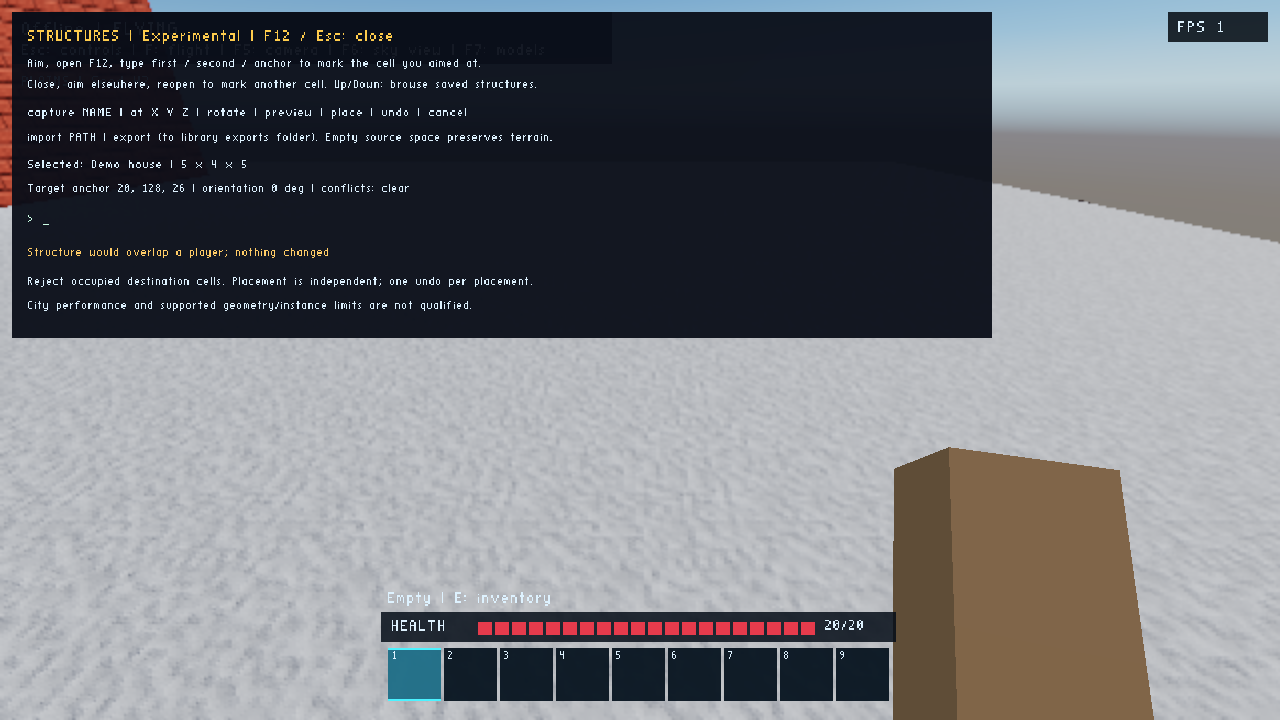 STRUCTURES | Experimental | F12 / Esc: close
FPS 1
Aim, open F12, type first / second / anchor to mark the cell you aimed at.
Close, aim elsewhere, reopen to mark another cell. Up/Down: browse saved structures.
capture NAME | at X Y Z | rotate | preview | place | undo | cancel
import PATH | export (to library exports folder). Empty source space preserves terrain.
Selected: Demo house | 5 x 4 x 5
Target anchor 20, 128, 26 | orientation 0 deg | conflicts: clear
> _
Structure would overlap a player; nothing changed
Reject occupied destination cells. Placement is independent; one undo per placement.
City performance and supported geometry/instance limits are not qualified.
Empty | E: inventory
HEALTH 20/20
1 2 3 4 5 6 7 8 9